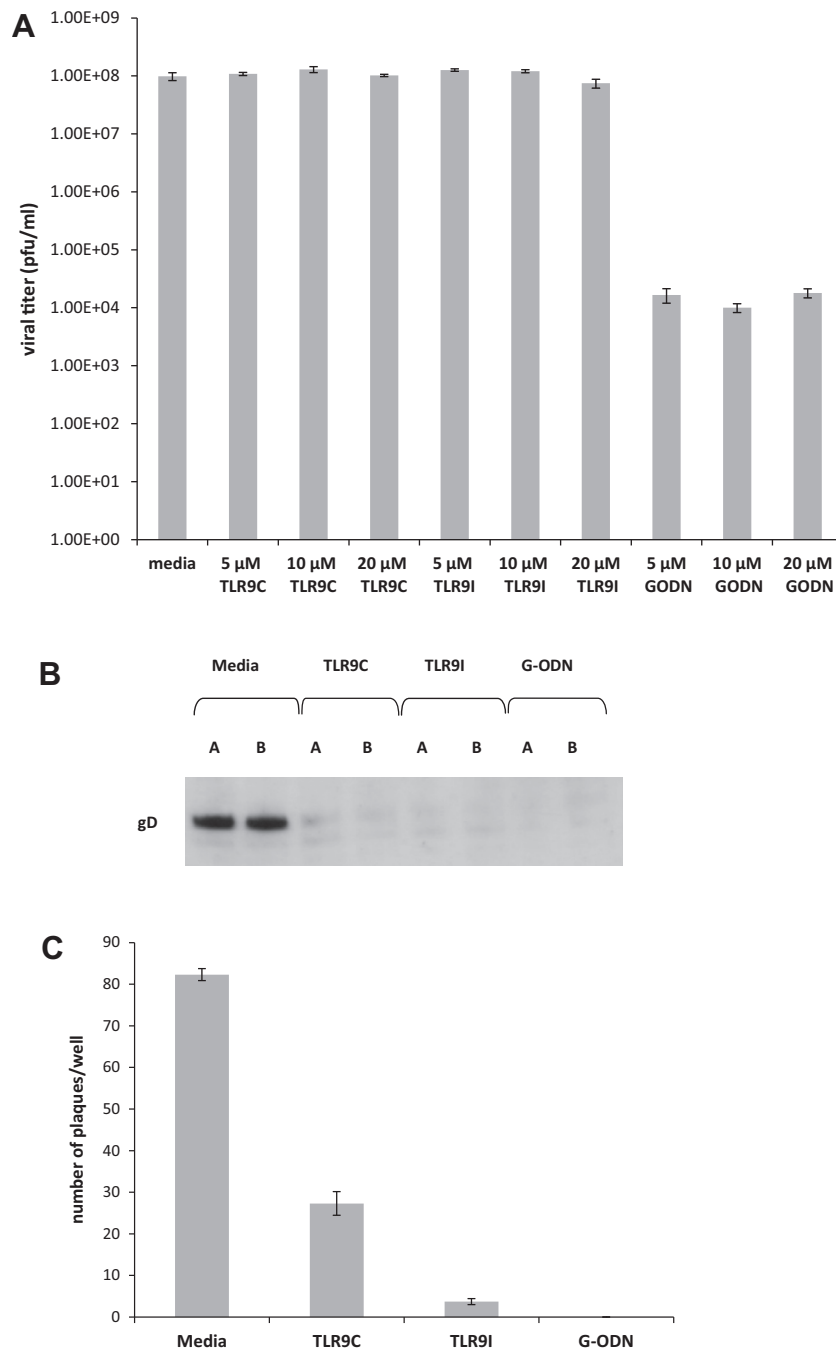 A
1.00E+09
1.00E+08
1.00E+07
1.00E+06
1.00E+05
1.00E+04
1.00E+03
1.00E+02
1.00E+01
1.00E+00
viral titer (pfu/ml)
media
5 µM TLR9C
10 µM TLR9C
20 µM TLR9C
5 µM TLR9I
10 µM TLR9I
20 µM TLR9I
5 µM GODN
10 µM GODN
20 µM GODN
B
Media TLR9C TLR9I G-ODN
A B A B A B A B
gD
C
90
80
70
60
50
40
30
20
10
0
number of plaques/well
Media TLR9C TLR9I G-ODN